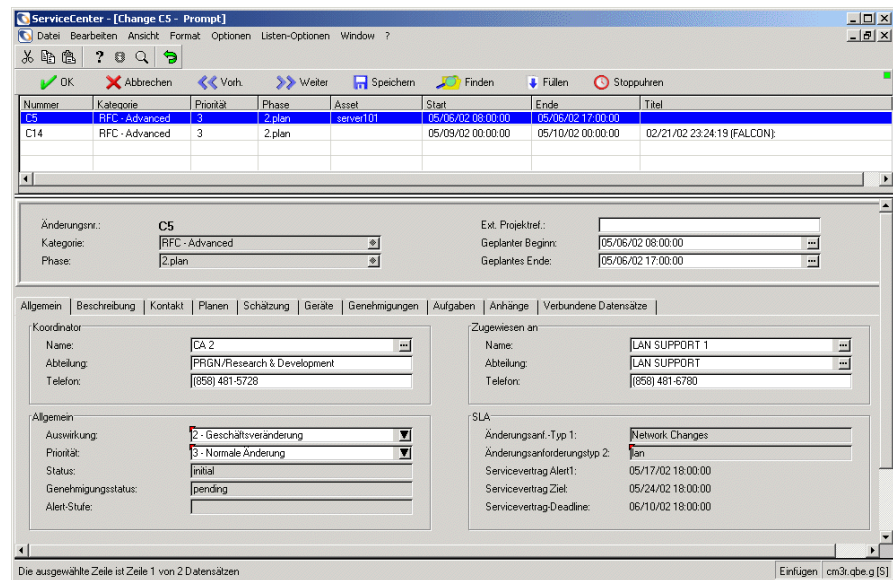 ServiceCenter - [Change C5 - Prompt]
Datei Bearbeiten Ansicht Format Optionen Listen-Optionen Window ?
OK Abbrechen Vorh. Weiter Speichern Finden Füllen Stoppuhren
Nummer Kategorie Priorität Phase Asset Start Ende Titel
C5 RFC - Advanced 3 2.plan server101 05/06/02 08:00:00 05/06/02 17:00:00
C14 RFC - Advanced 3 2.plan 05/09/02 00:00:00 05/10/02 00:00:00 02/21/02 23:24:19 (FALCON):
Änderungsnr.: C5 Ext. Projektref.:
Kategorie: RFC - Advanced Geplanter Beginn: 05/06/02 08:00:00
Phase: 2.plan Geplantes Ende: 05/06/02 17:00:00
Allgemein Beschreibung Kontakt Planen Schätzung Geräte Genehmigungen Aufgaben Anhänge Verbundene Datensätze
Koordinator Zugewiesen an
Name: CA 2 Name: LAN SUPPORT 1
Abteilung: PRGN/Research & Development Abteilung: LAN SUPPORT
Telefon: (858) 481-5728 Telefon: (858) 481-6780
Allgemein SLA
Auswirkung: 2 - Geschäftsveränderung Änderungsanf.-Typ 1: Network Changes
Priorität: 3 - Normale Änderung Änderungsanforderungstyp 2: lan
Status: initial Servicevertrag Alert1: 05/17/02 18:00:00
Genehmigungsstatus: pending Servicevertrag Ziel: 05/24/02 18:00:00
Alert-Stufe: Servicevertrag-Deadline: 06/10/02 18:00:00
Die ausgewählte Zeile ist Zeile 1 von 2 Datensätzen Einfügen cm3r.qbe.g [S]